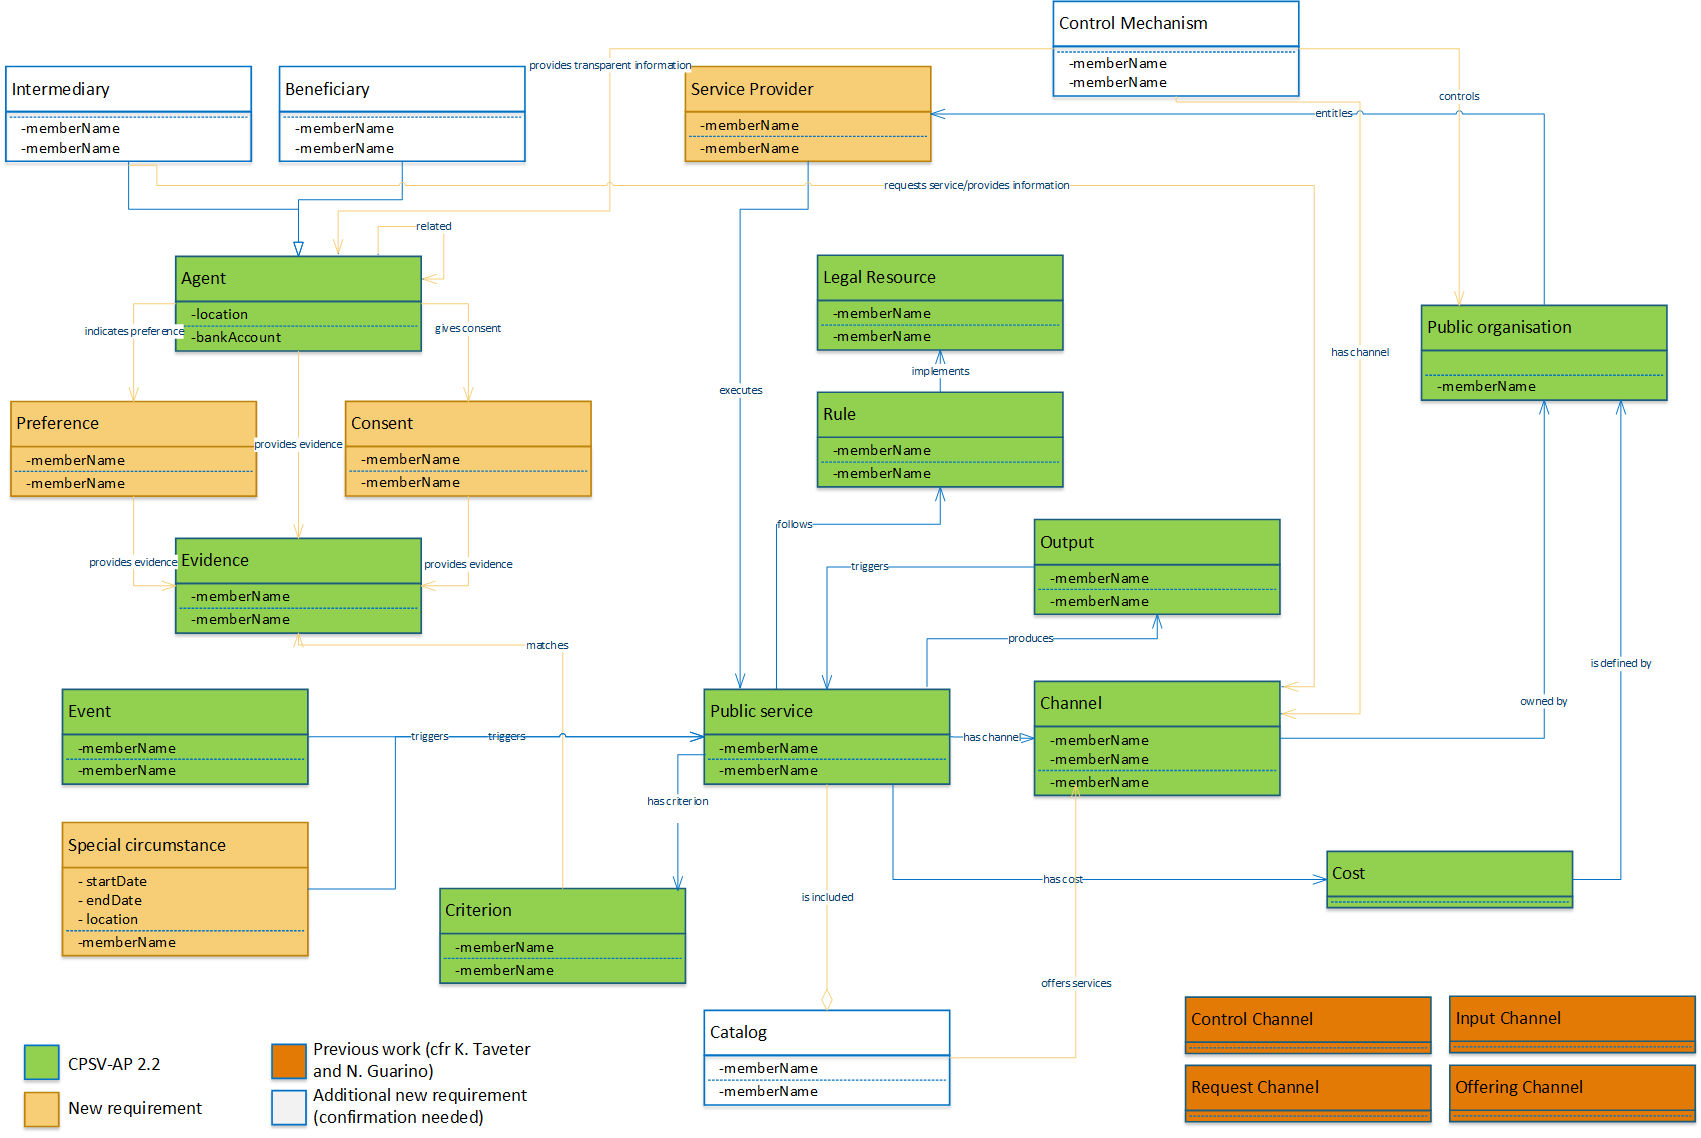 Control Mechanism
-memberName
-memberName
provides transparent information
Intermediary
-memberName
-memberName
Beneficiary
-memberName
-memberName
Service Provider
-memberName
-memberName
controls
entitles
requests service/provides information
related
Agent
-location
-bankAccount
indicates preference
gives consent
Legal Resource
-memberName
-memberName
Public organisation
-memberName
has channel
implements
executes
Preference
-memberName
-memberName
provides evidence
Consent
-memberName
-memberName
Rule
-memberName
-memberName
follows
provides evidence
Evidence
-memberName
-memberName
provides evidence
Output
-memberName
-memberName
triggers
produces
matches
is defined by
Event
-memberName
-memberName
triggers
triggers
Public service
-memberName
-memberName
has channel
Channel
-memberName
-memberName
-memberName
owned by
has criterion
Special circumstance
- startDate
- endDate
- location
-memberName
Criterion
-memberName
-memberName
is included
has cost
Cost
offers services
Catalog
-memberName
-memberName
Control Channel
Input Channel
Request Channel
Offering Channel
CPSV-AP 2.2
New requirement
Previous work (cfr K. Taveter
and N. Guarino)
Additional new requirement
(confirmation needed)